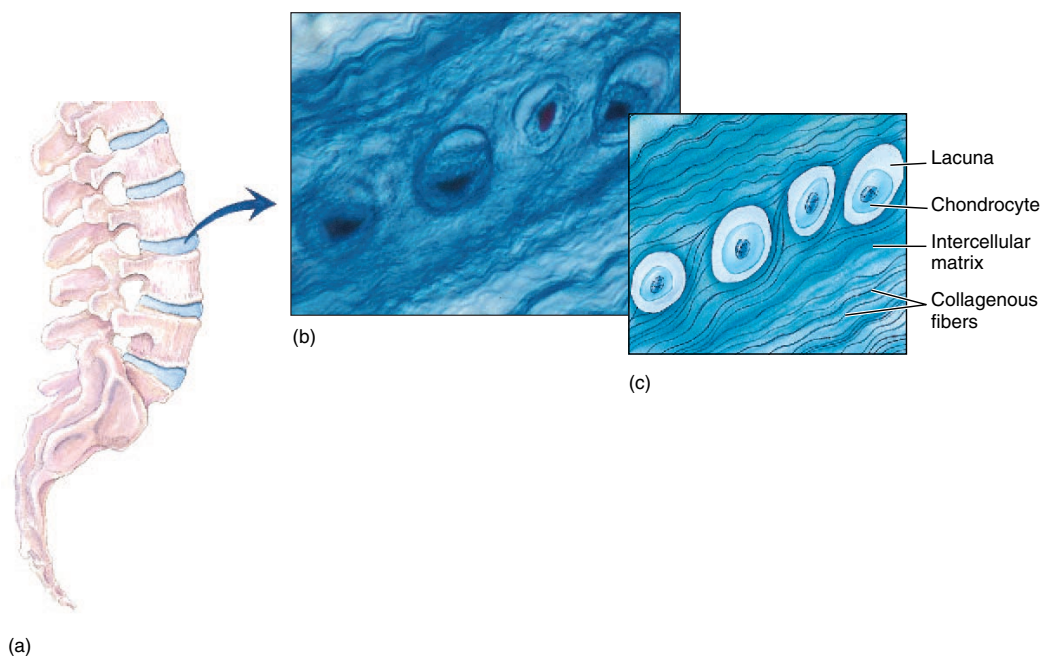 (b)
Lacuna
Chondrocyte
Intercellular
matrix
Collagenous
fibers
(c)
(a)